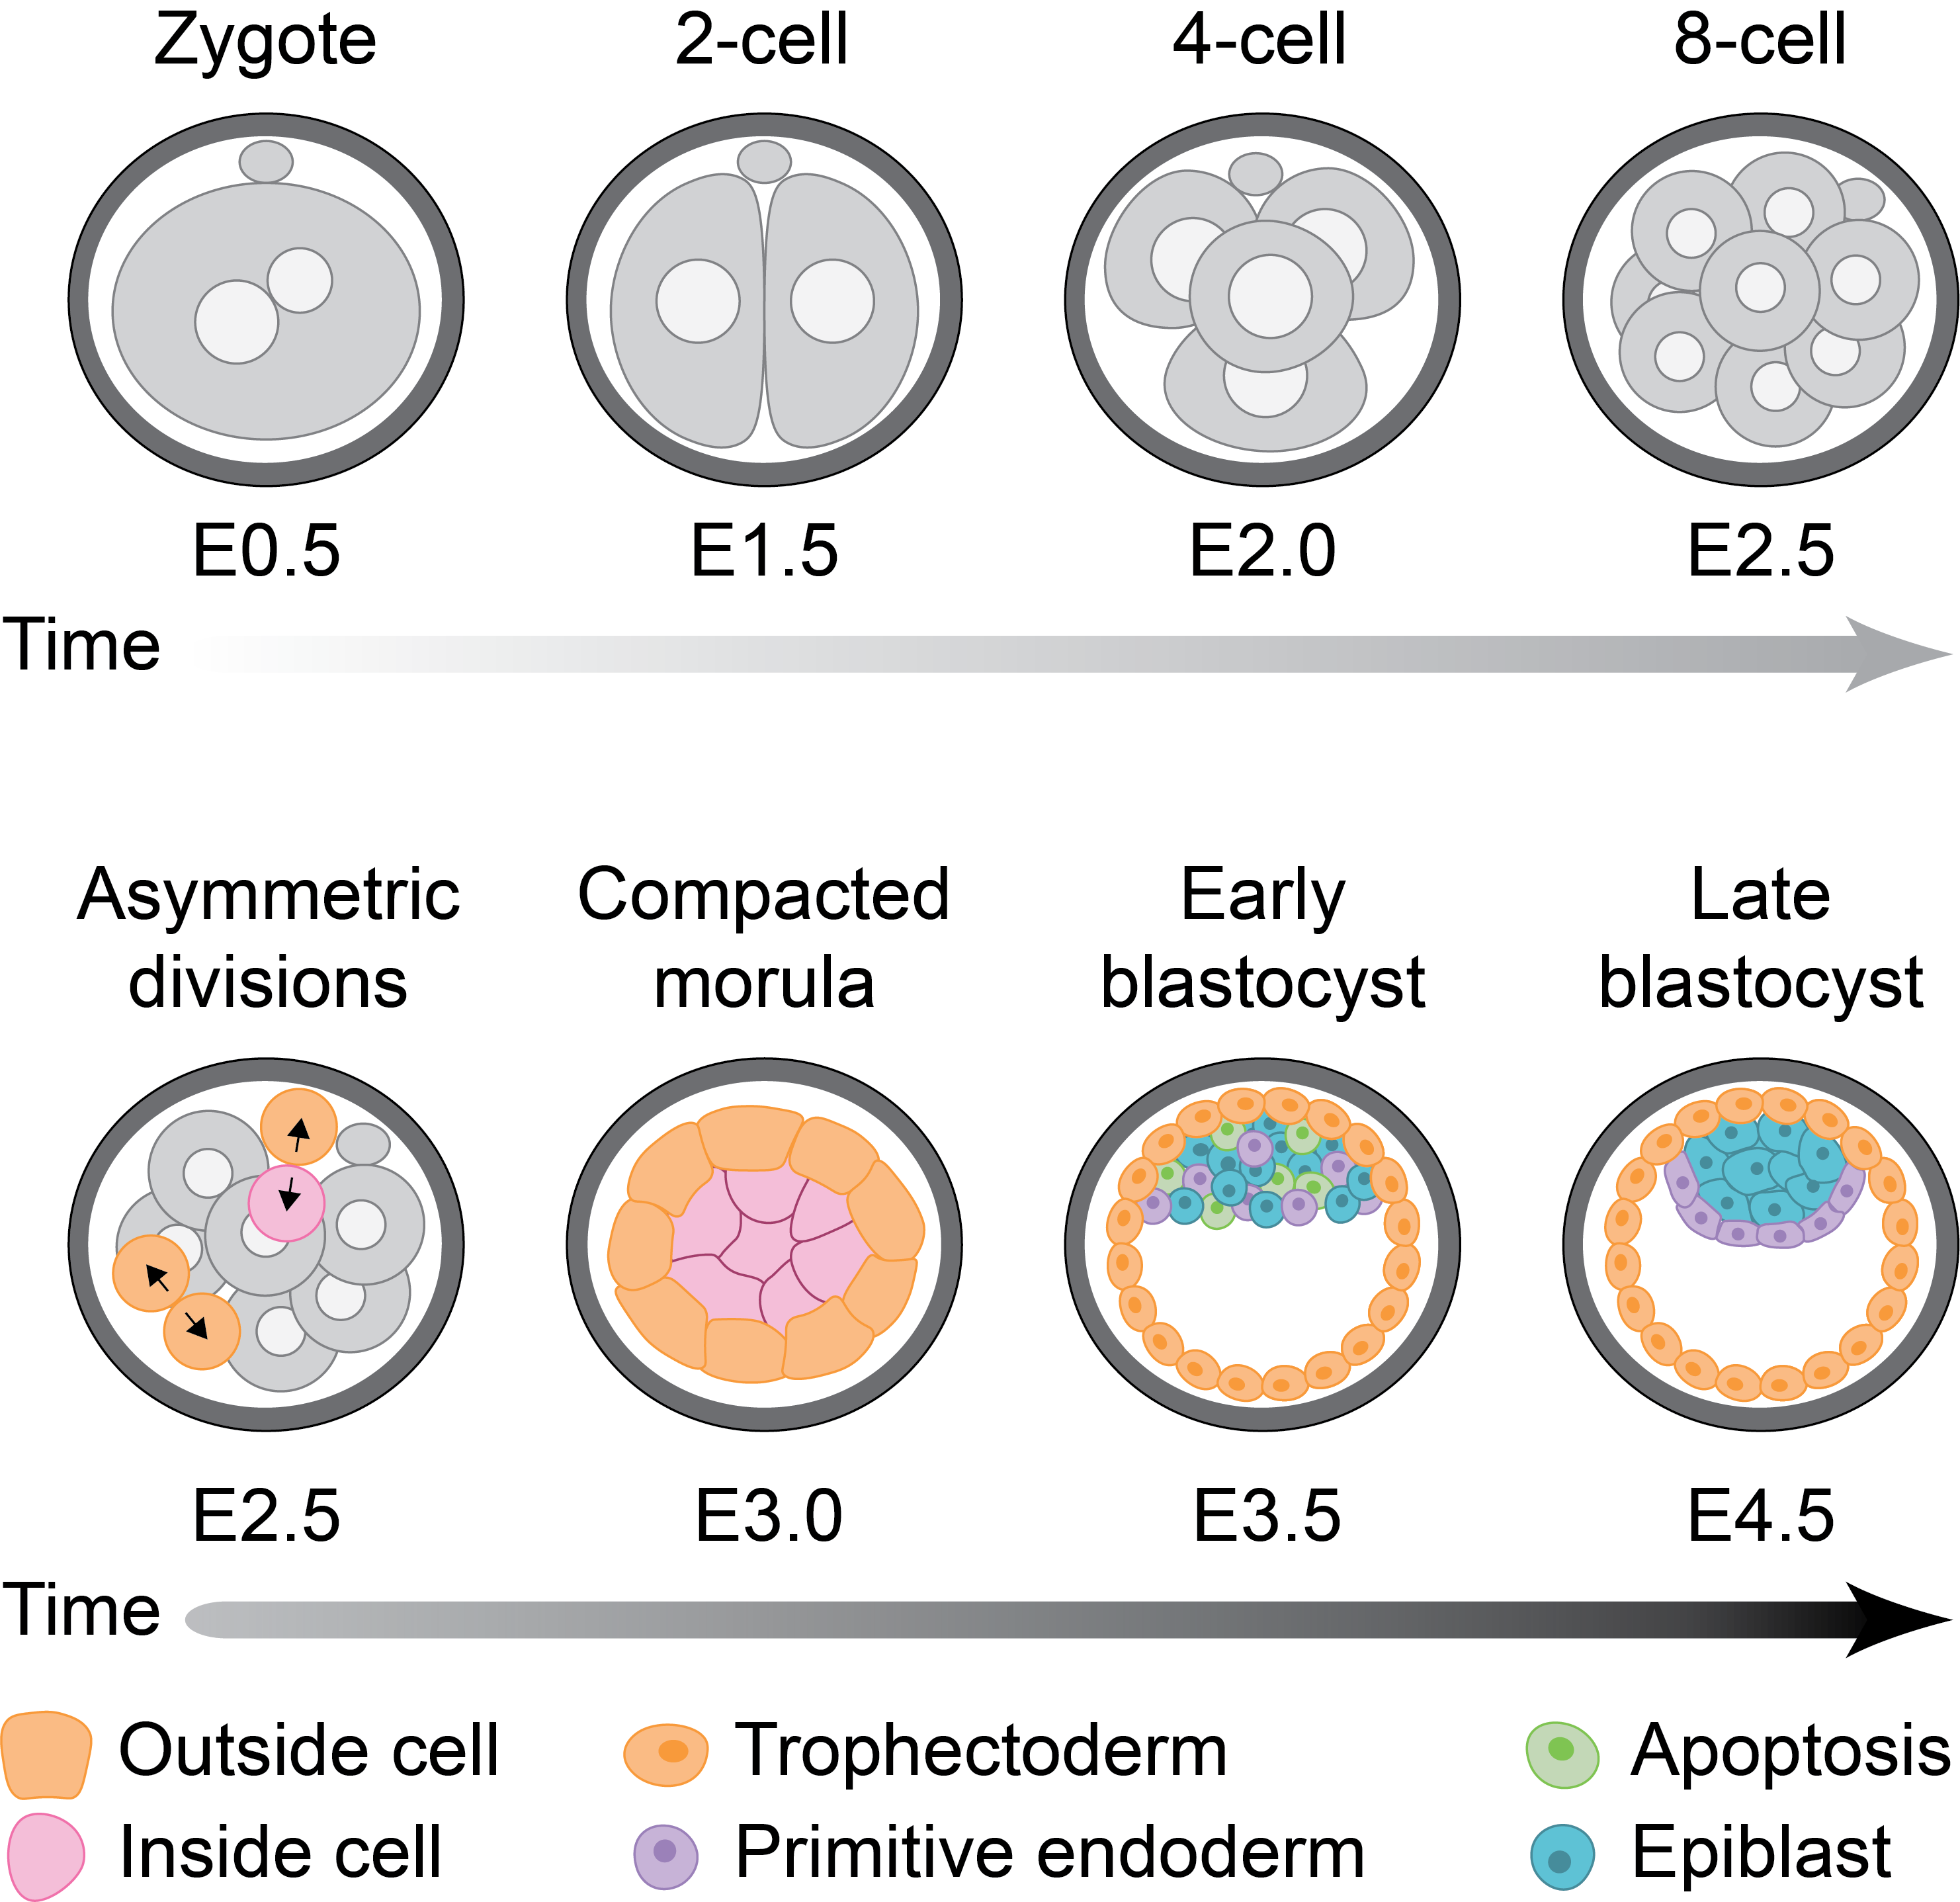 Zygote
2-cell
4-cell
8-cell
E0.5
E1.5
E2.0
E2.5
Time
Asymmetric
divisions
Compacted
morula
Early
blastocyst
Late
blastocyst
E2.5
E3.0
E3.5
E4.5
Time
Outside cell
Trophectoderm
Apoptosis
Inside cell
Primitive endoderm
Epiblast